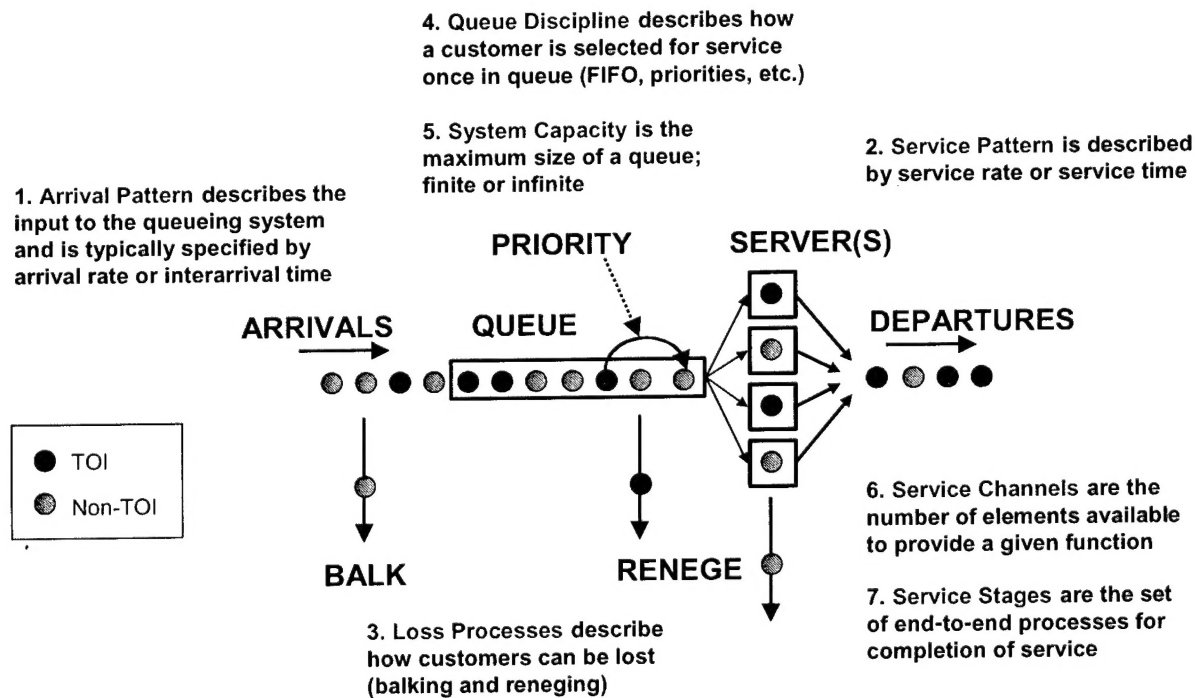 4. Queue Discipline describes how
a customer is selected for service
once in queue (FIFO, priorities, etc.)
5. System Capacity is the
maximum size of a queue;
finite or infinite
2. Service Pattern is described
by service rate or service time
1. Arrival Pattern describes the
input to the queueing system
and is typically specified by
arrival rate or interarrival time
PRIORITY
SERVER(S)
ARRIVALS
QUEUE
DEPARTURES
TOI
Non-TOI
BALK
RENEGE
6. Service Channels are the
number of elements available
to provide a given function
3. Loss Processes describe
how customers can be lost
(balking and reneging)
7. Service Stages are the set
of end-to-end processes for
completion of service